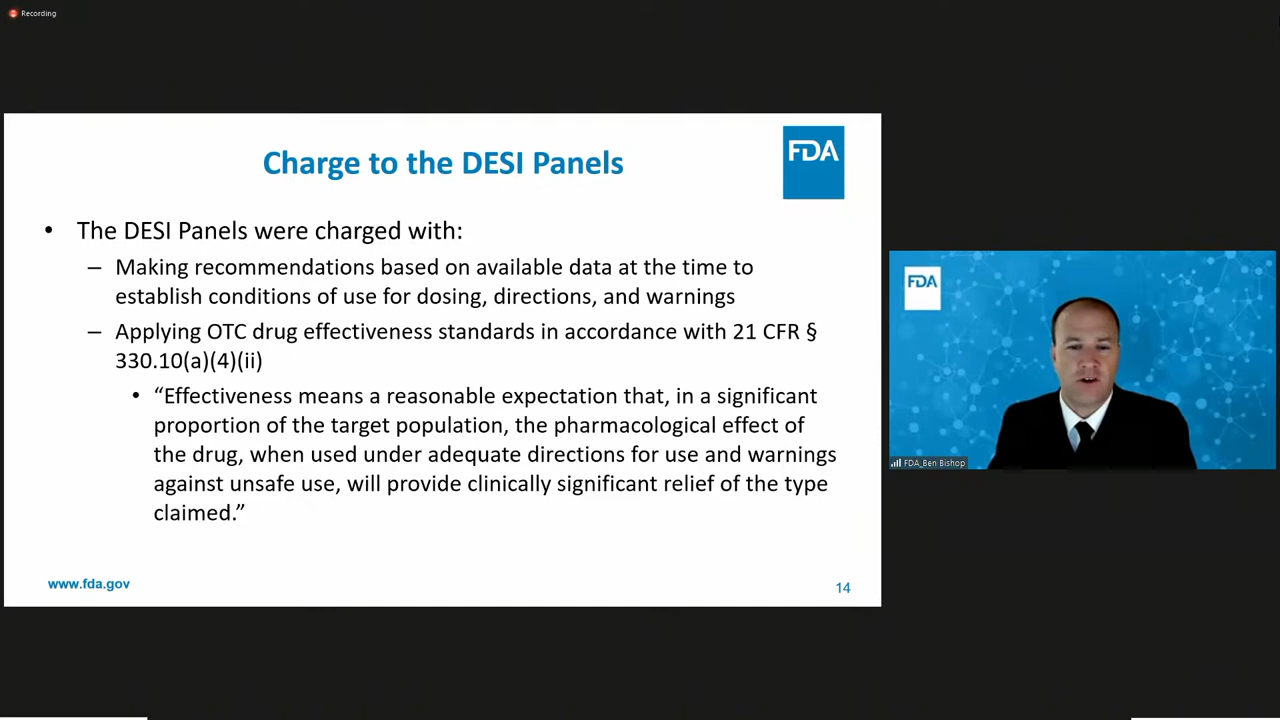 Recording
Charge to the DESI Panels
FDA
• The DESI Panels were charged with:
– Making recommendations based on available data at the time to
establish conditions of use for dosing, directions, and warnings
– Applying OTC drug effectiveness standards in accordance with 21 CFR §
330.10(a)(4)(ii)
• “Effectiveness means a reasonable expectation that, in a significant
proportion of the target population, the pharmacological effect of
the drug, when used under adequate directions for use and warnings
against unsafe use, will provide clinically significant relief of the type
claimed.”
www.fda.gov
14
FDA
FDA_Ben Bishop